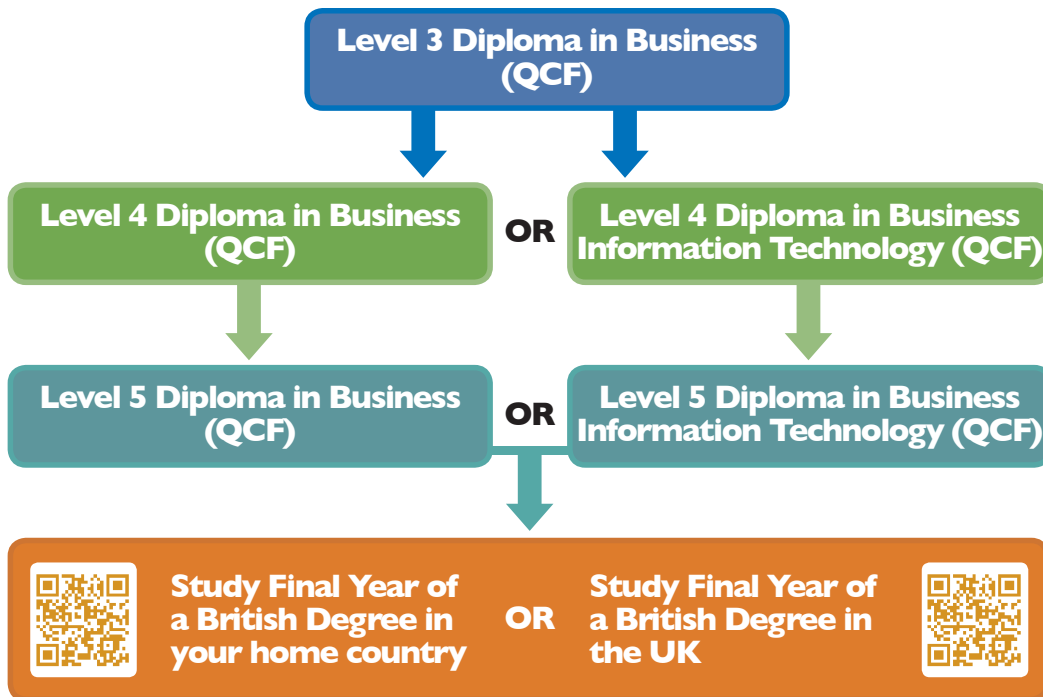 Level 3 Diploma in Business
(QCF)
Level 4 Diploma in Business
(QCF)
OR
Level 4 Diploma in Business
Information Technology (QCF)
Level 5 Diploma in Business
(QCF)
OR
Level 5 Diploma in Business
Information Technology (QCF)
Study Final Year of
a British Degree in
your home country
OR
Study Final Year of
a British Degree in
the UK